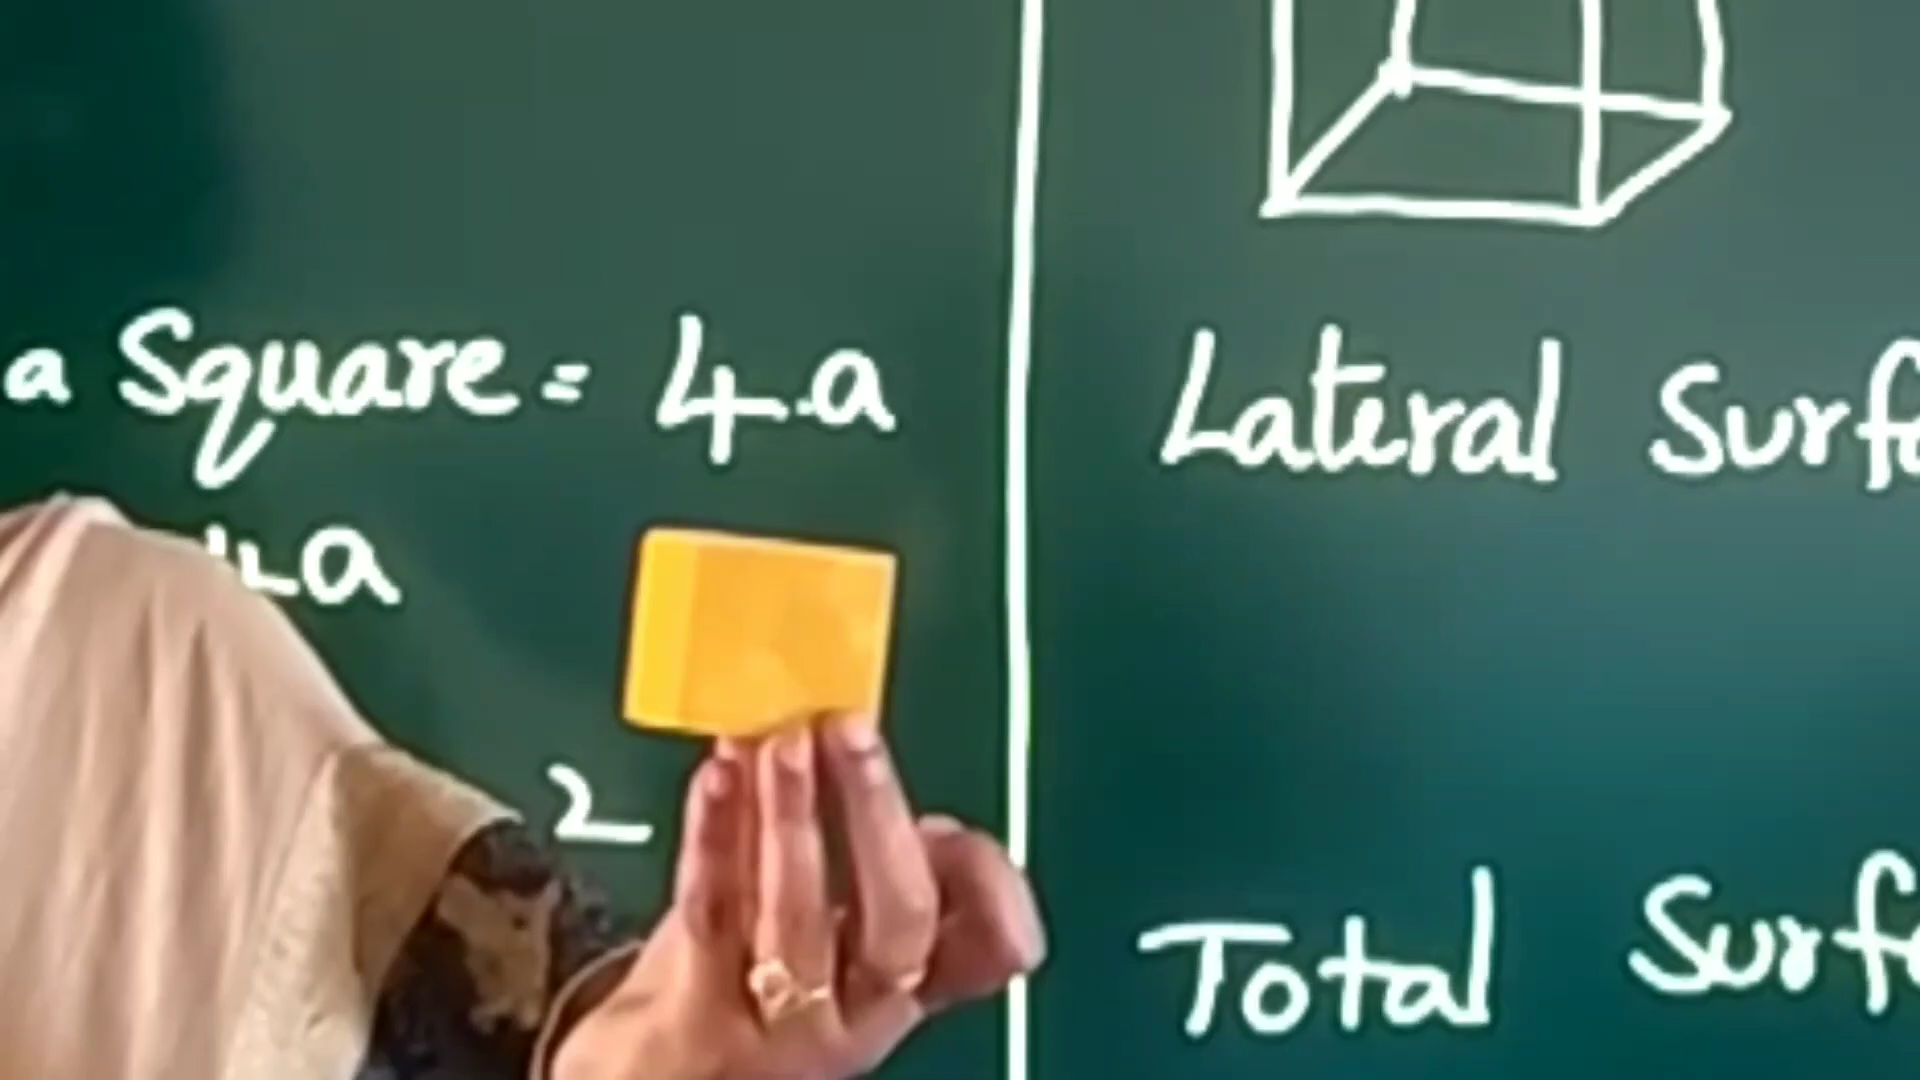 a Square = 4.a
4a
2
Lateral Surf
Total Surf